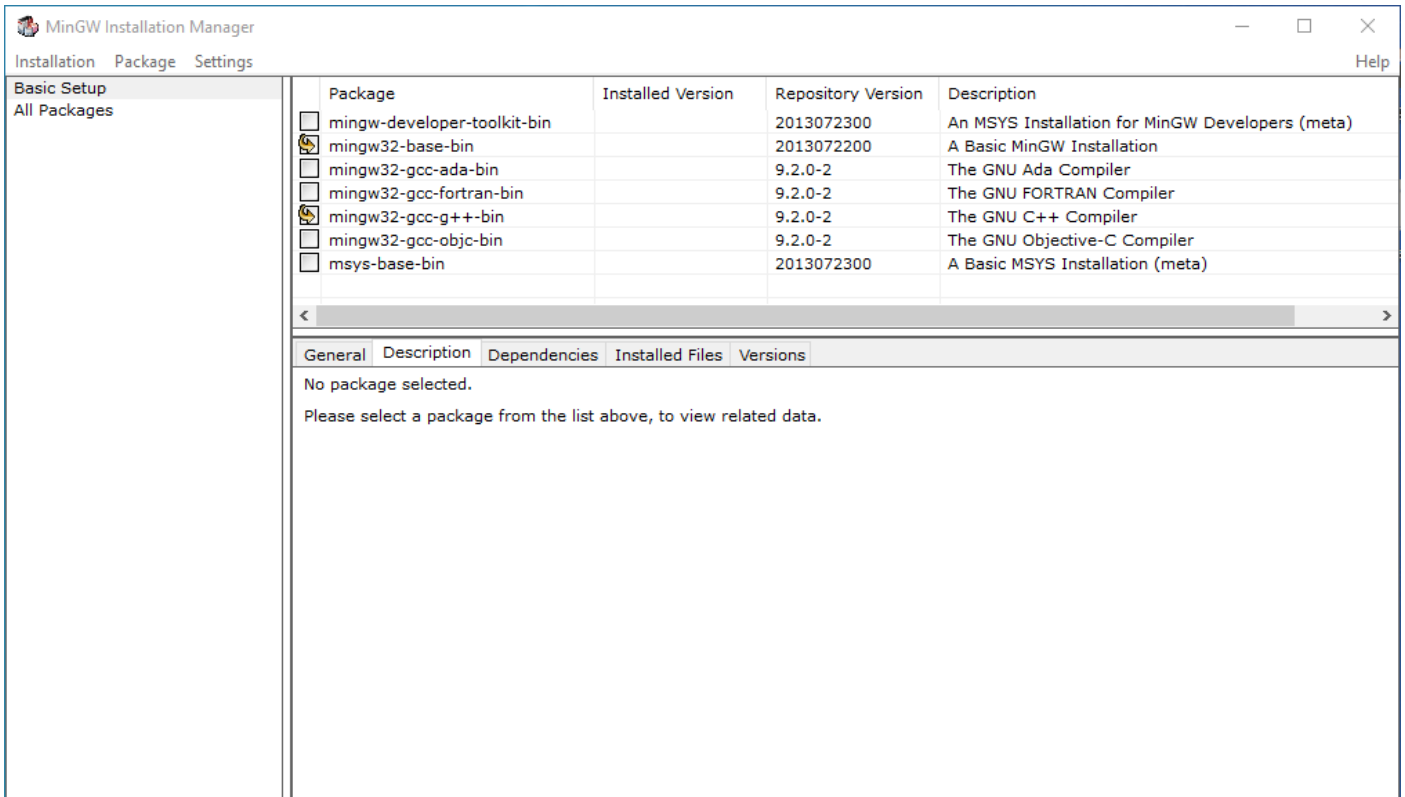 MinGW Installation Manager
Installation Package Settings Help
Basic Setup
All Packages
Package Installed Version Repository Version Description
mingw-developer-toolkit-bin 2013072300 An MSYS Installation for MinGW Developers (meta)
mingw32-base-bin 2013072200 A Basic MinGW Installation
mingw32-gcc-ada-bin 9.2.0-2 The GNU Ada Compiler
mingw32-gcc-fortran-bin 9.2.0-2 The GNU FORTRAN Compiler
mingw32-gcc-g++-bin 9.2.0-2 The GNU C++ Compiler
mingw32-gcc-objc-bin 9.2.0-2 The GNU Objective-C Compiler
msys-base-bin 2013072300 A Basic MSYS Installation (meta)
General Description Dependencies Installed Files Versions
No package selected.
Please select a package from the list above, to view related data.